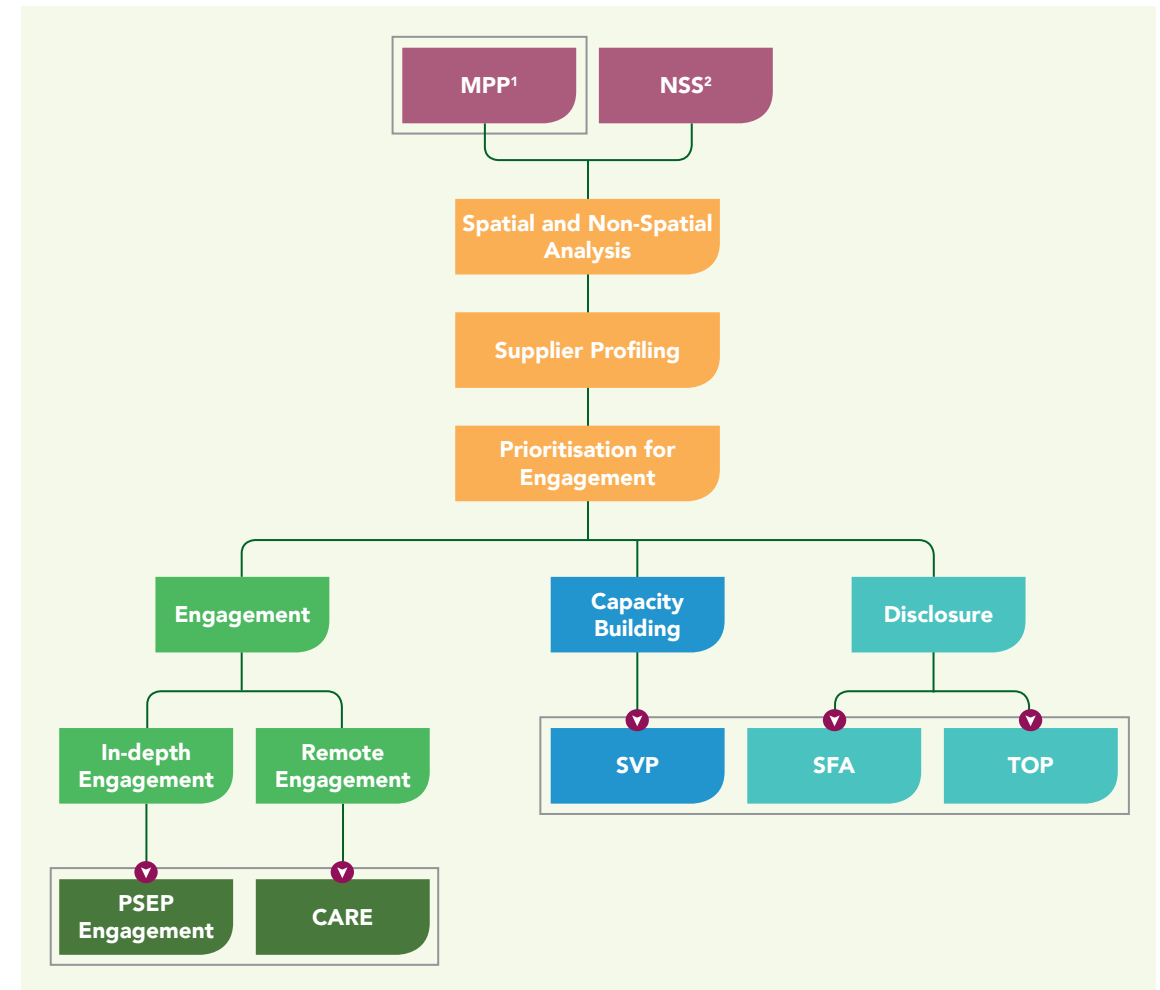 MPP¹
NSS²
Spatial and Non-Spatial
Analysis
Supplier Profiling
Prioritisation for
Engagement
Engagement
Capacity
Building
Disclosure
In-depth
Engagement
Remote
Engagement
SVP
SFA
TOP
PSEP
Engagement
CARE